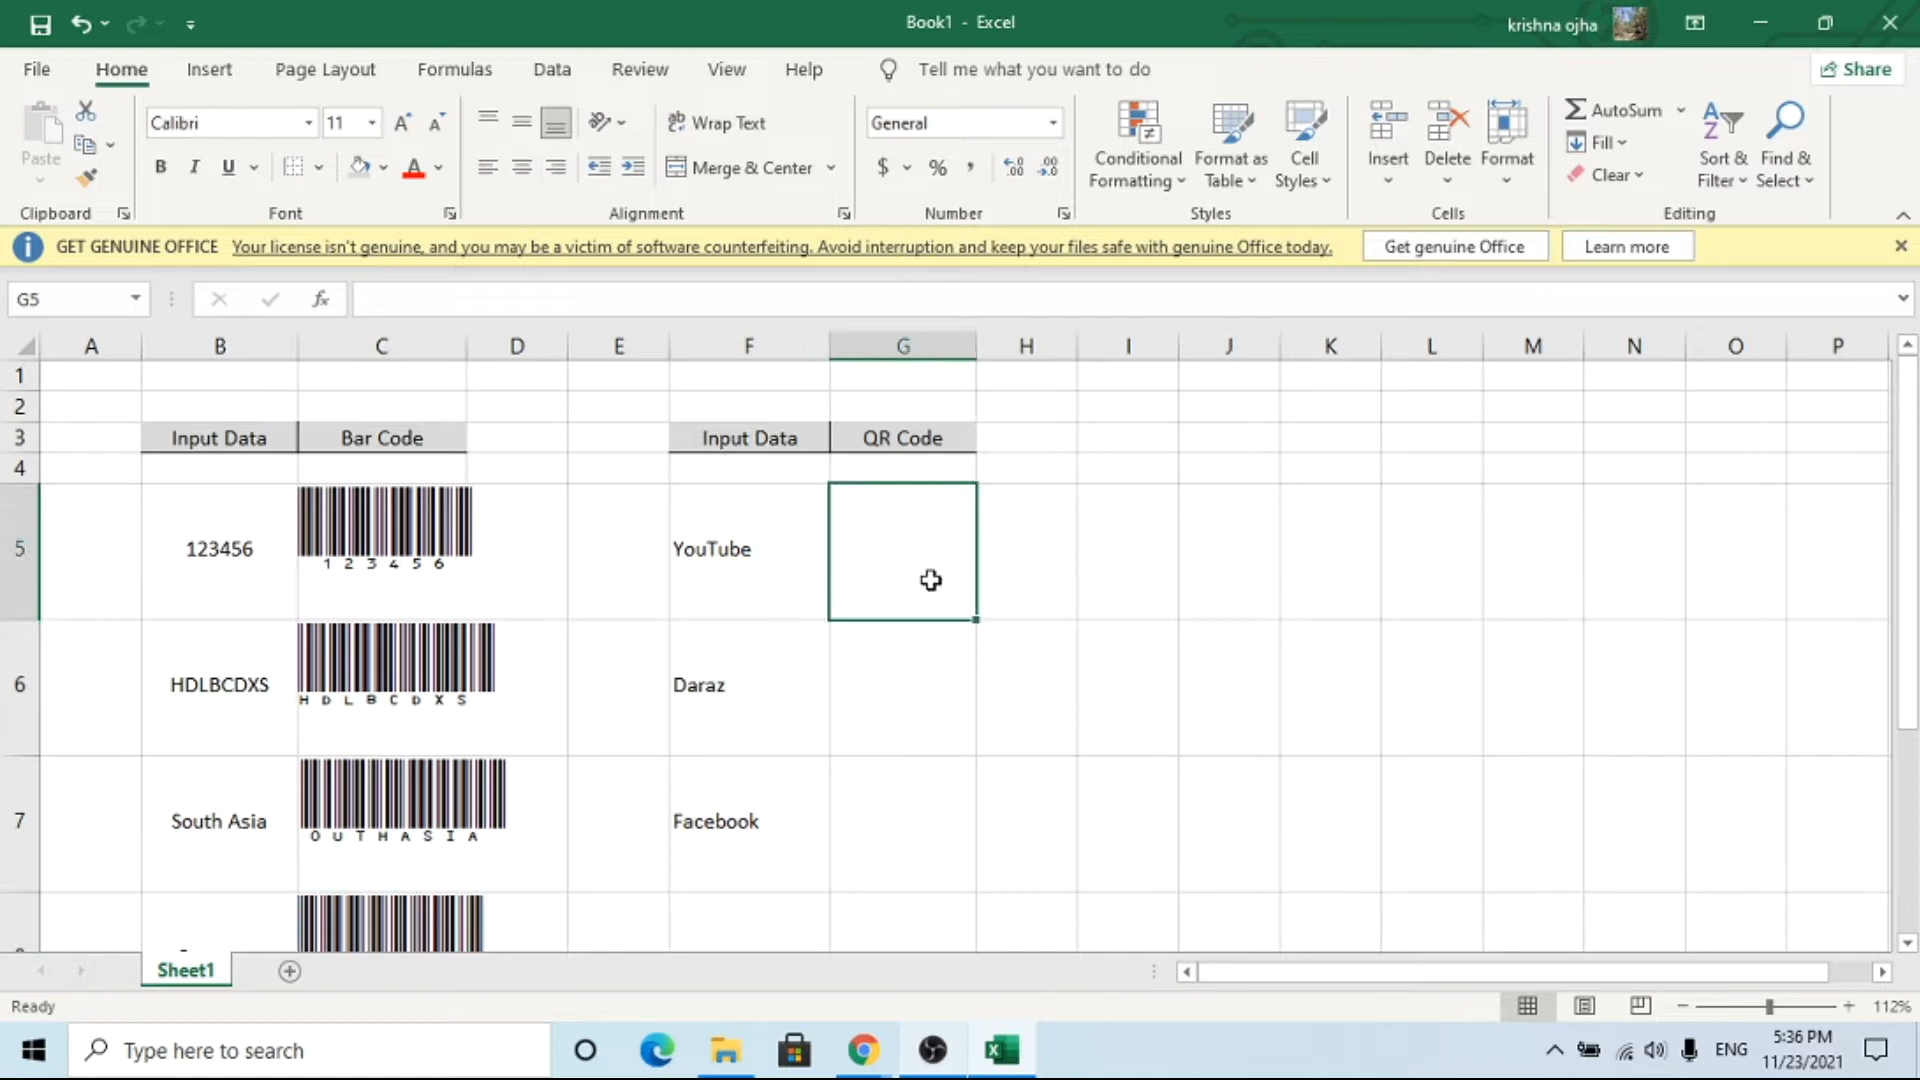 Book1 - Excel
krishna ojha
File Home Insert Page Layout Formulas Data Review View Help Tell me what you want to do Share
Paste
Clipboard
Calibri 11
B I U A
Font
Wrap Text
Merge & Center
Alignment
General
$ % ,
Number
Conditional Formatting
Format as Table
Cell Styles
Styles
Insert Delete Format
Cells
AutoSum
Fill
Clear
Sort & Filter
Find & Select
Editing
GET GENUINE OFFICE Your license isn't genuine, and you may be a victim of software counterfeiting. Avoid interruption and keep your files safe with genuine Office today. Get genuine Office Learn more
G5 fx
A B C D E F G H I J K L M N O P
1
2
3 Input Data Bar Code Input Data QR Code
4
5 123456 1 2 3 4 5 6 YouTube
6 HDLBCDXS H D L B C D X S Daraz
7 South Asia O U T H A S I A Facebook
Sheet1
Ready 112%
Type here to search
ENG
5:36 PM
11/23/2021